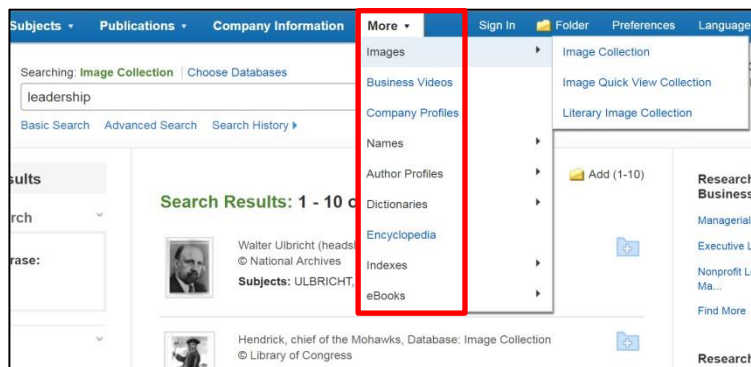 Subjects Publications Company Information More Sign In Folder Preferences Language
Images
Image Collection
Business Videos
Image Quick View Collection
Company Profiles
Literary Image Collection
Names
Author Profiles
Dictionaries
Encyclopedia
Indexes
eBooks
Searching: Image Collection | Choose Databases
leadership
Basic Search Advanced Search Search History
Search Results: 1 - 10
Add (1-10)
Walter Ulbricht
© National Archives
Subjects: ULBRICHT,
Hendrick, chief of the Mohawks, Database: Image Collection
© Library of Congress
Research
Business
Managerial
Executive
Nonprofit
Ma...
Find More
Research